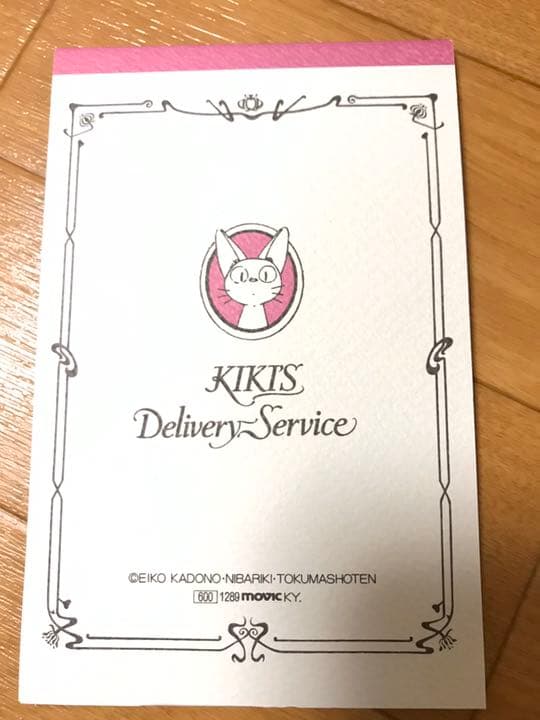 KIKI'S
Delivery Service
©EIKO KADONO·NIBARIKI·TOKUMASHOTEN
600 1289 movic KY.